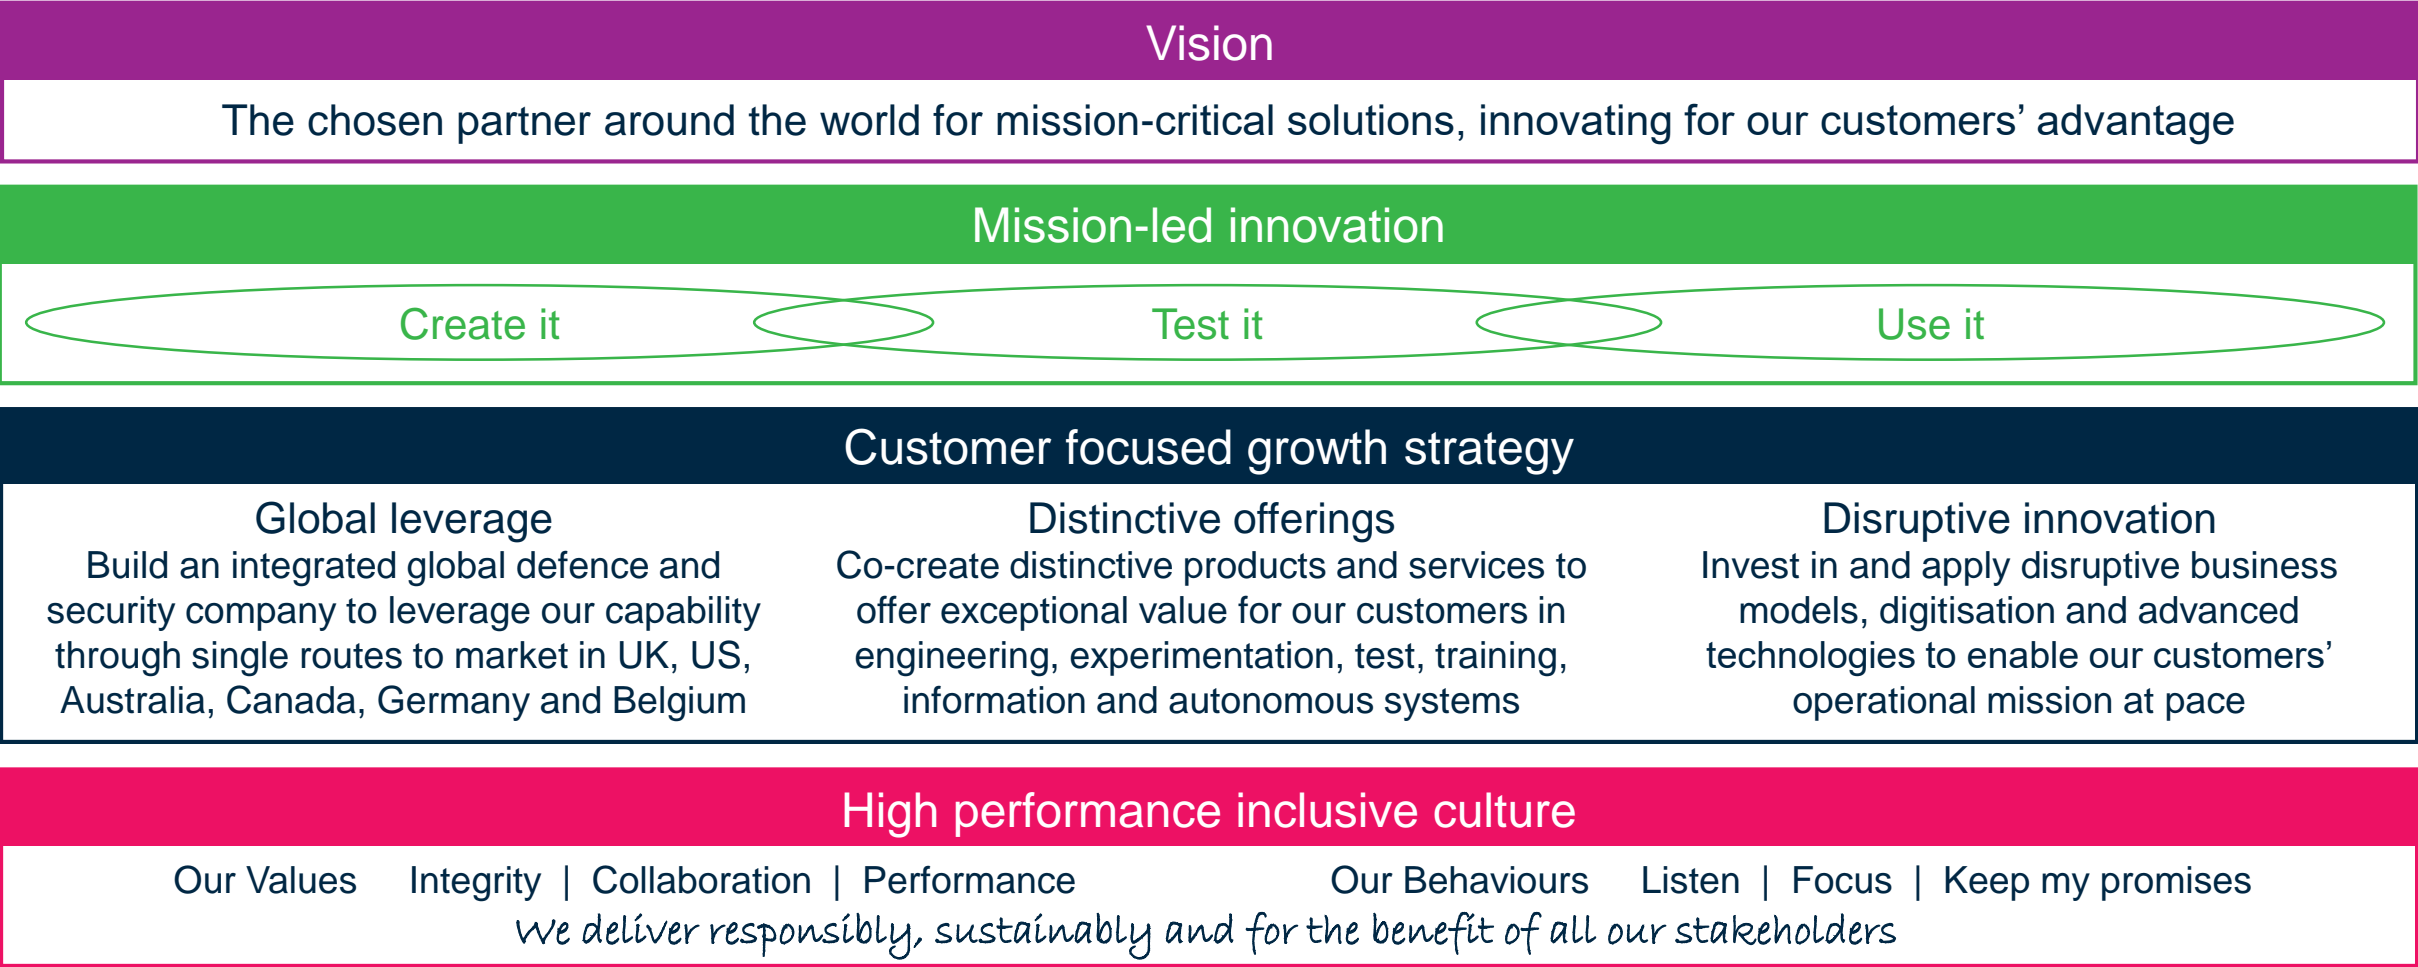 Vision
The chosen partner around the world for mission-critical solutions, innovating for our customers’ advantage
Mission-led innovation
Create it
Test it
Use it
Customer focused growth strategy
Global leverage
Build an integrated global defence and
security company to leverage our capability
through single routes to market in UK, US,
Australia, Canada, Germany and Belgium
Distinctive offerings
Co-create distinctive products and services to
offer exceptional value for our customers in
engineering, experimentation, test, training,
information and autonomous systems
Disruptive innovation
Invest in and apply disruptive business
models, digitisation and advanced
technologies to enable our customers’
operational mission at pace
High performance inclusive culture
Our Values Integrity | Collaboration | Performance
Our Behaviours Listen | Focus | Keep my promises
We deliver responsibly, sustainably and for the benefit of all our stakeholders